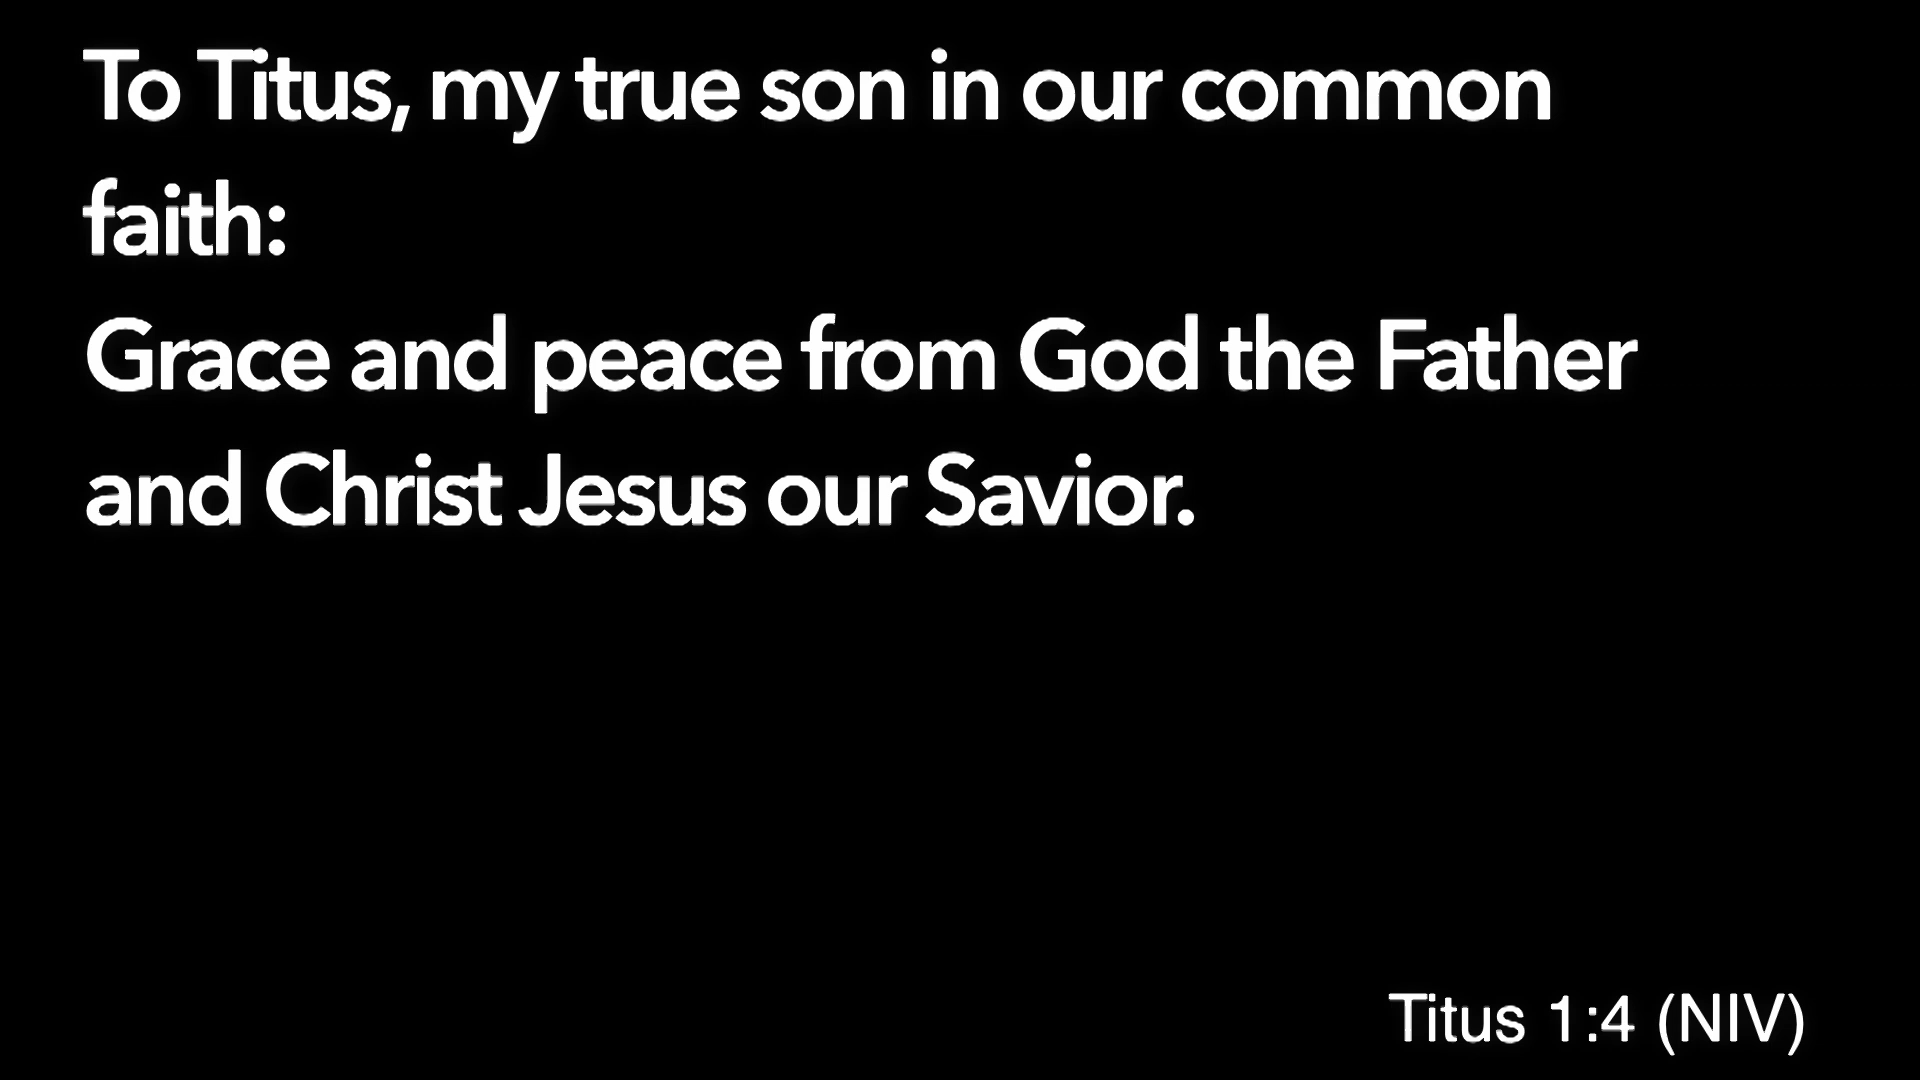 To Titus, my true son in our common
faith:
Grace and peace from God the Father
and Christ Jesus our Savior.
Titus 1:4 (NIV)